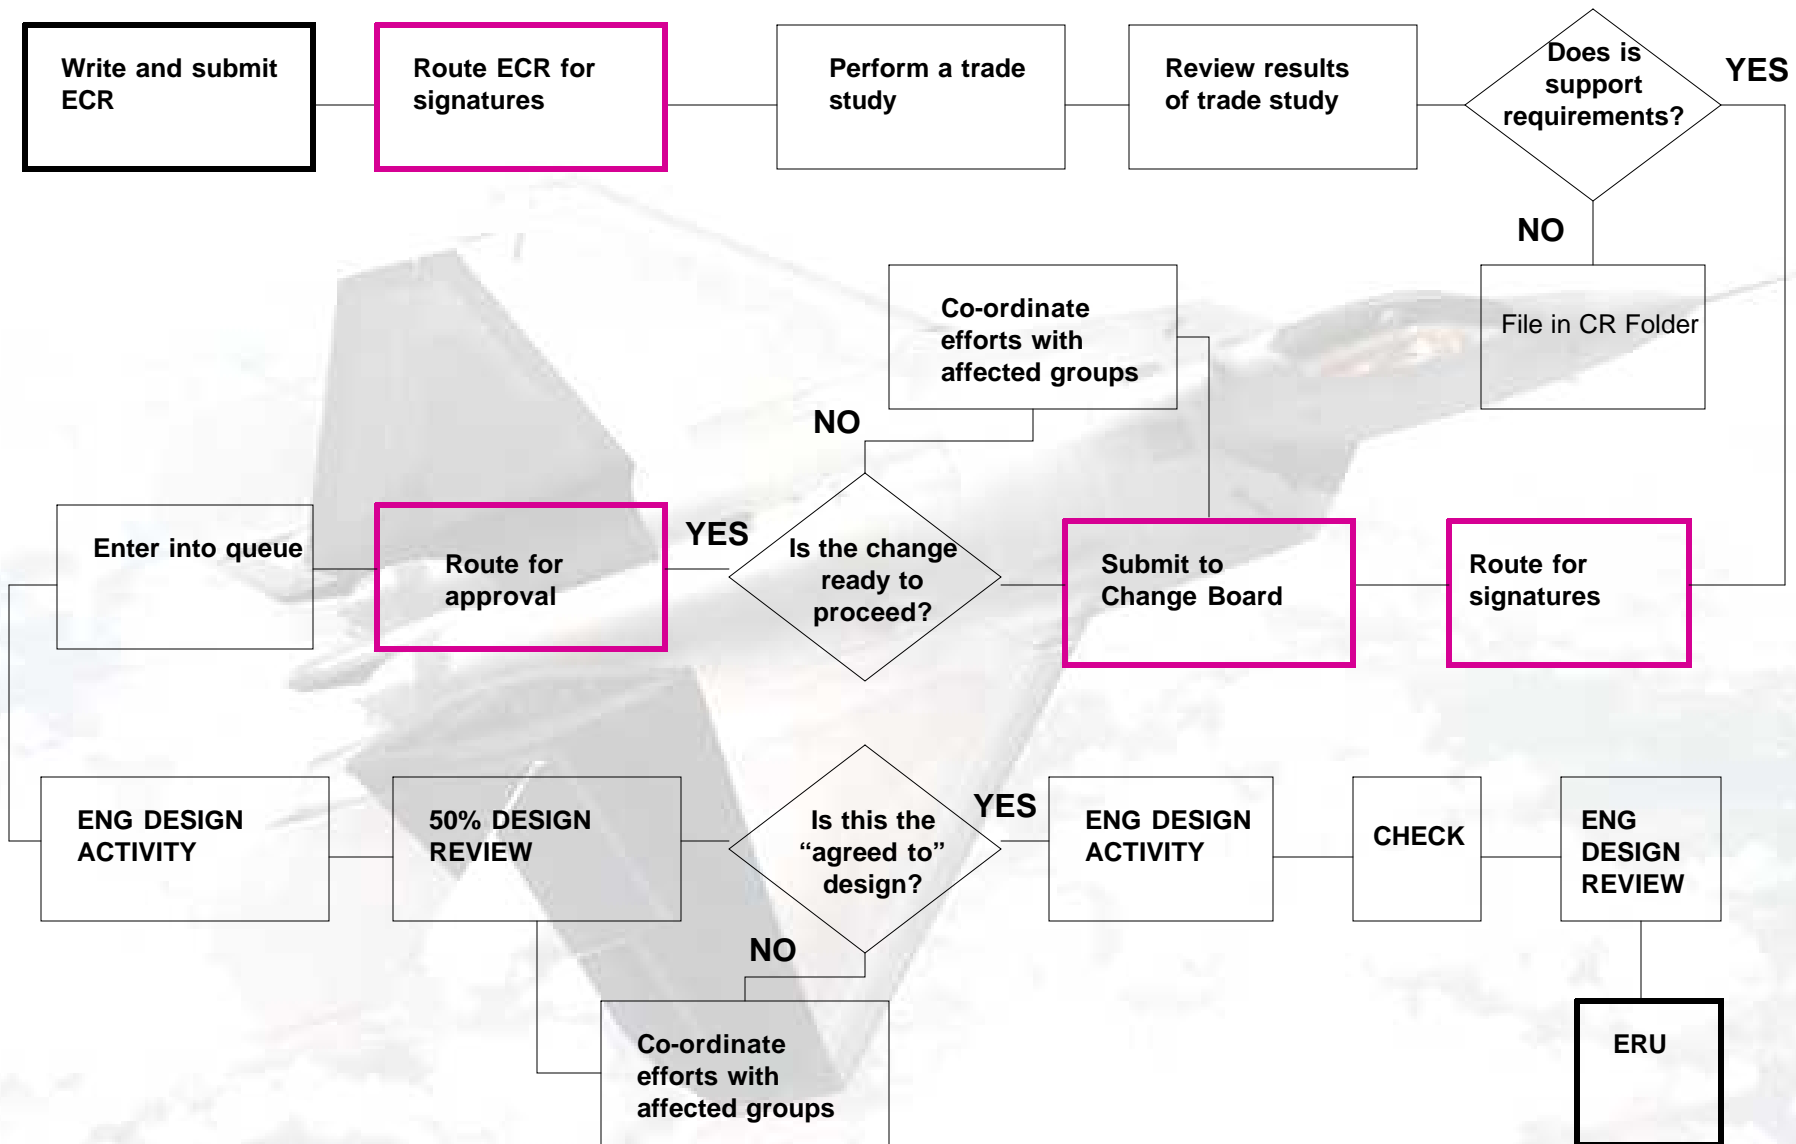 Write and submit
ECR
Route ECR for
signatures
Perform a trade
study
Review results
of trade study
Does is
support
requirements?
YES
NO
File in CR Folder
Co-ordinate
efforts with
affected groups
NO
Enter into queue
Route for
approval
YES
Is the change
ready to
proceed?
Submit to
Change Board
Route for
signatures
ENG DESIGN
ACTIVITY
50% DESIGN
REVIEW
Is this the
“agreed to”
design?
YES
NO
ENG DESIGN
ACTIVITY
CHECK
ENG
DESIGN
REVIEW
Co-ordinate
efforts with
affected groups
ERU